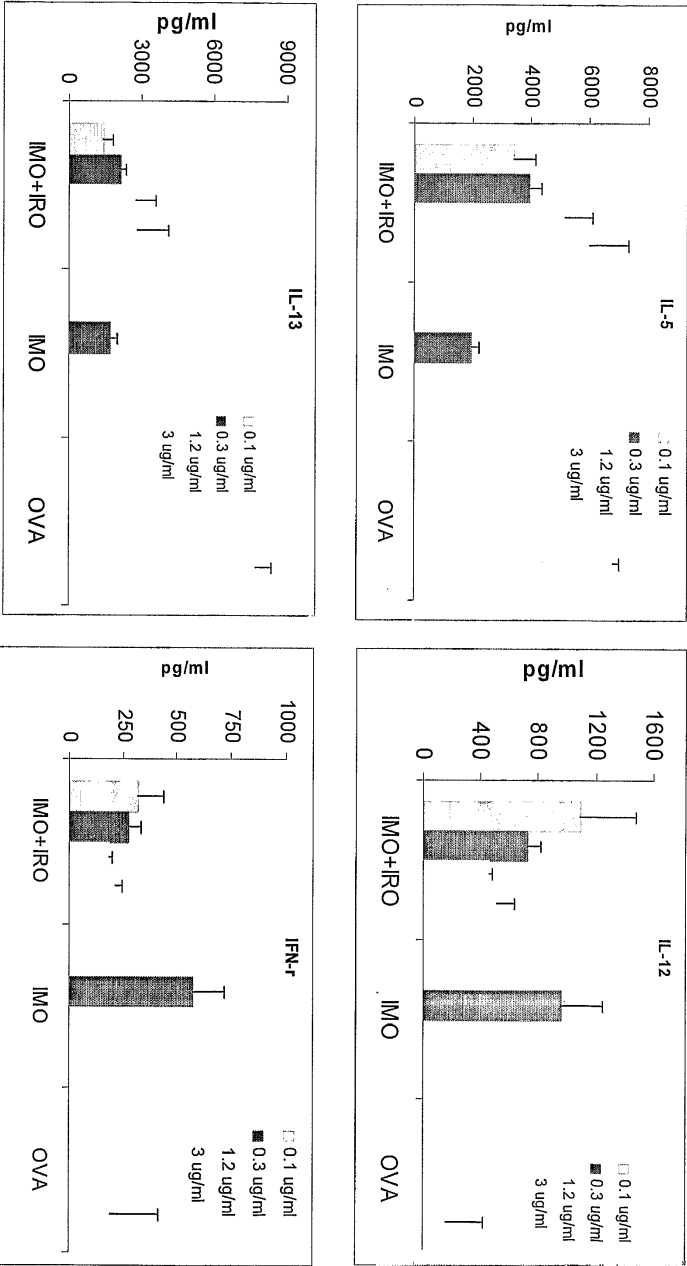 IL-5
pg/ml
8000
6000
4000
2000
0
0.1 ug/ml
0.3 ug/ml
1.2 ug/ml
3 ug/ml
IMO+IRO IMO OVA
IL-12
pg/ml
1600
1200
800
400
0
0.1 ug/ml
0.3 ug/ml
1.2 ug/ml
3 ug/ml
IMO+IRO IMO OVA
IL-13
pg/ml
9000
6000
3000
0
0.1 ug/ml
0.3 ug/ml
1.2 ug/ml
3 ug/ml
IMO+IRO IMO OVA
IFN-r
pg/ml
1000
750
500
250
0
0.1 ug/ml
0.3 ug/ml
1.2 ug/ml
3 ug/ml
IMO+IRO IMO OVA